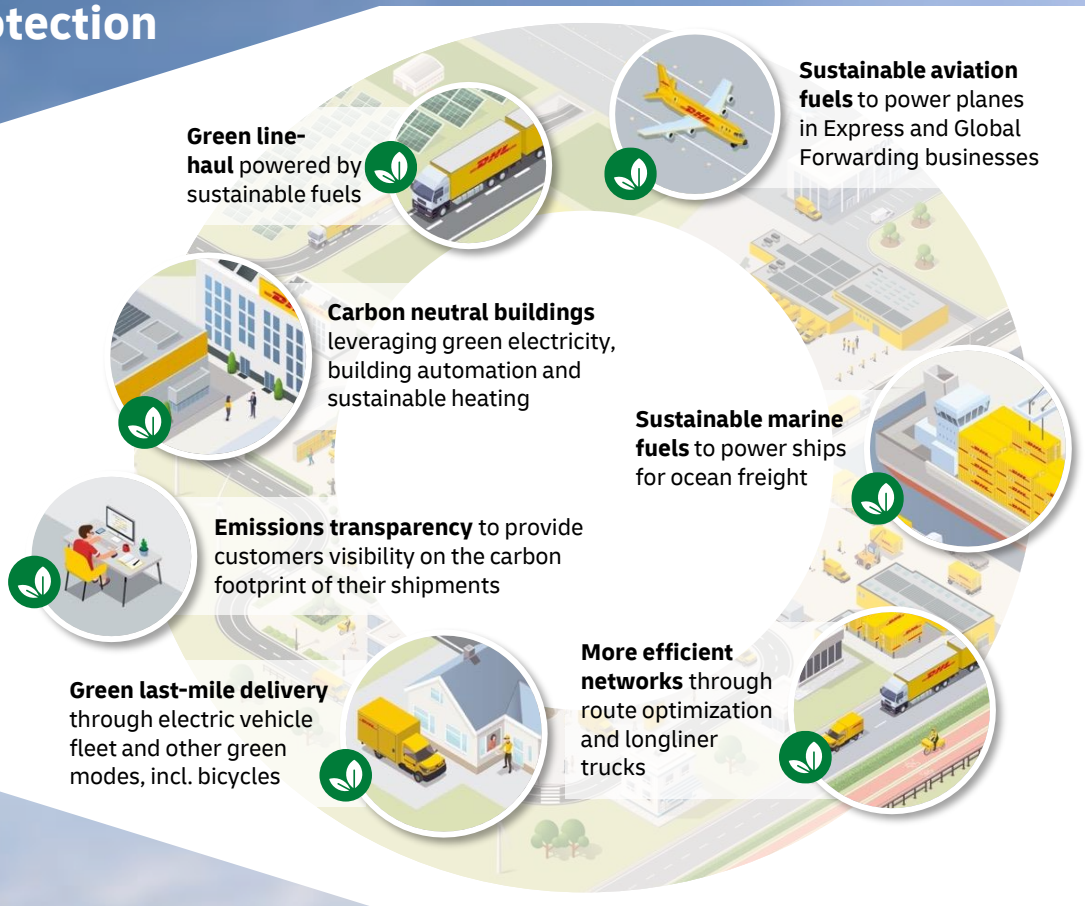 otection
Sustainable aviation
fuels to power planes
in Express and Global
Forwarding businesses
Green line-
haul powered by
sustainable fuels
DHL
DHL
Carbon neutral buildings
leveraging green electricity,
building automation and
sustainable heating
Sustainable marine
fuels to power ships
for ocean freight
Emissions transparency to provide
customers visibility on the carbon
footprint of their shipments
More efficient
networks through
route optimization
and longliner
trucks
DHL
Green last-mile delivery
through electric vehicle
fleet and other green
modes, incl. bicycles